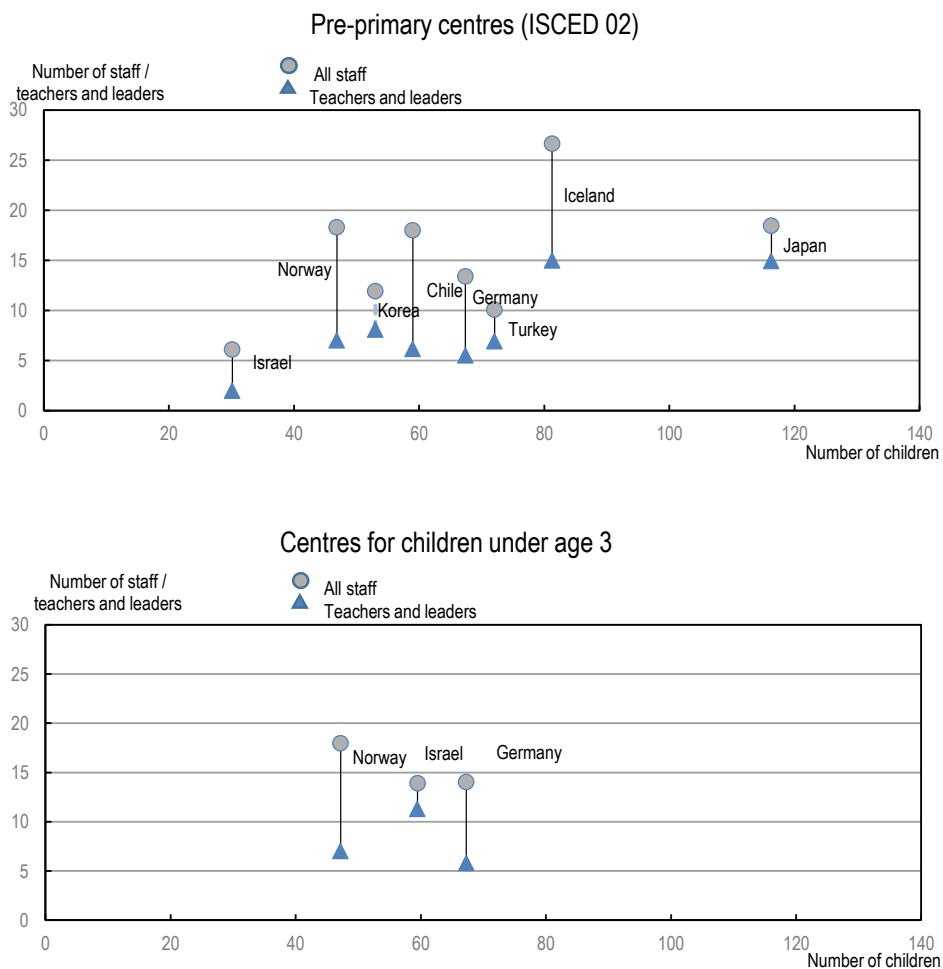 Pre-primary centres (ISCED 02)
Number of staff /
teachers and leaders
All staff
Teachers and leaders
30
25
20
15
10
5
0
Iceland
Japan
Norway
Chile
Germany
Korea
Turkey
Israel
0 20 40 60 80 100 120 140
Number of children
Centres for children under age 3
Number of staff /
teachers and leaders
All staff
Teachers and leaders
30
25
20
15
10
5
0
Norway
Israel
Germany
0 20 40 60 80 100 120 140
Number of children